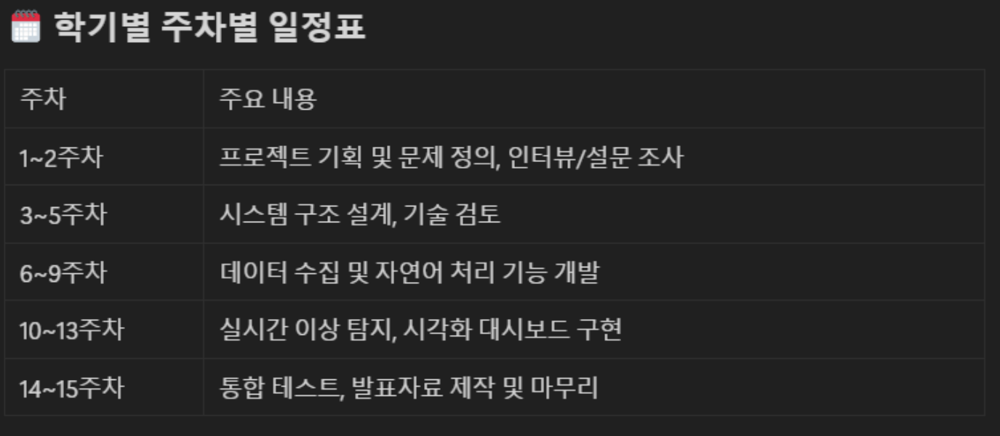 학기별 주차별 일정표
주차 주요 내용
1~2주차 프로젝트 기획 및 문제 정의, 인터뷰/설문 조사
3~5주차 시스템 구조 설계, 기술 검토
6~9주차 데이터 수집 및 자연어 처리 기능 개발
10~13주차 실시간 이상 탐지, 시각화 대시보드 구현
14~15주차 통합 테스트, 발표자료 제작 및 마무리